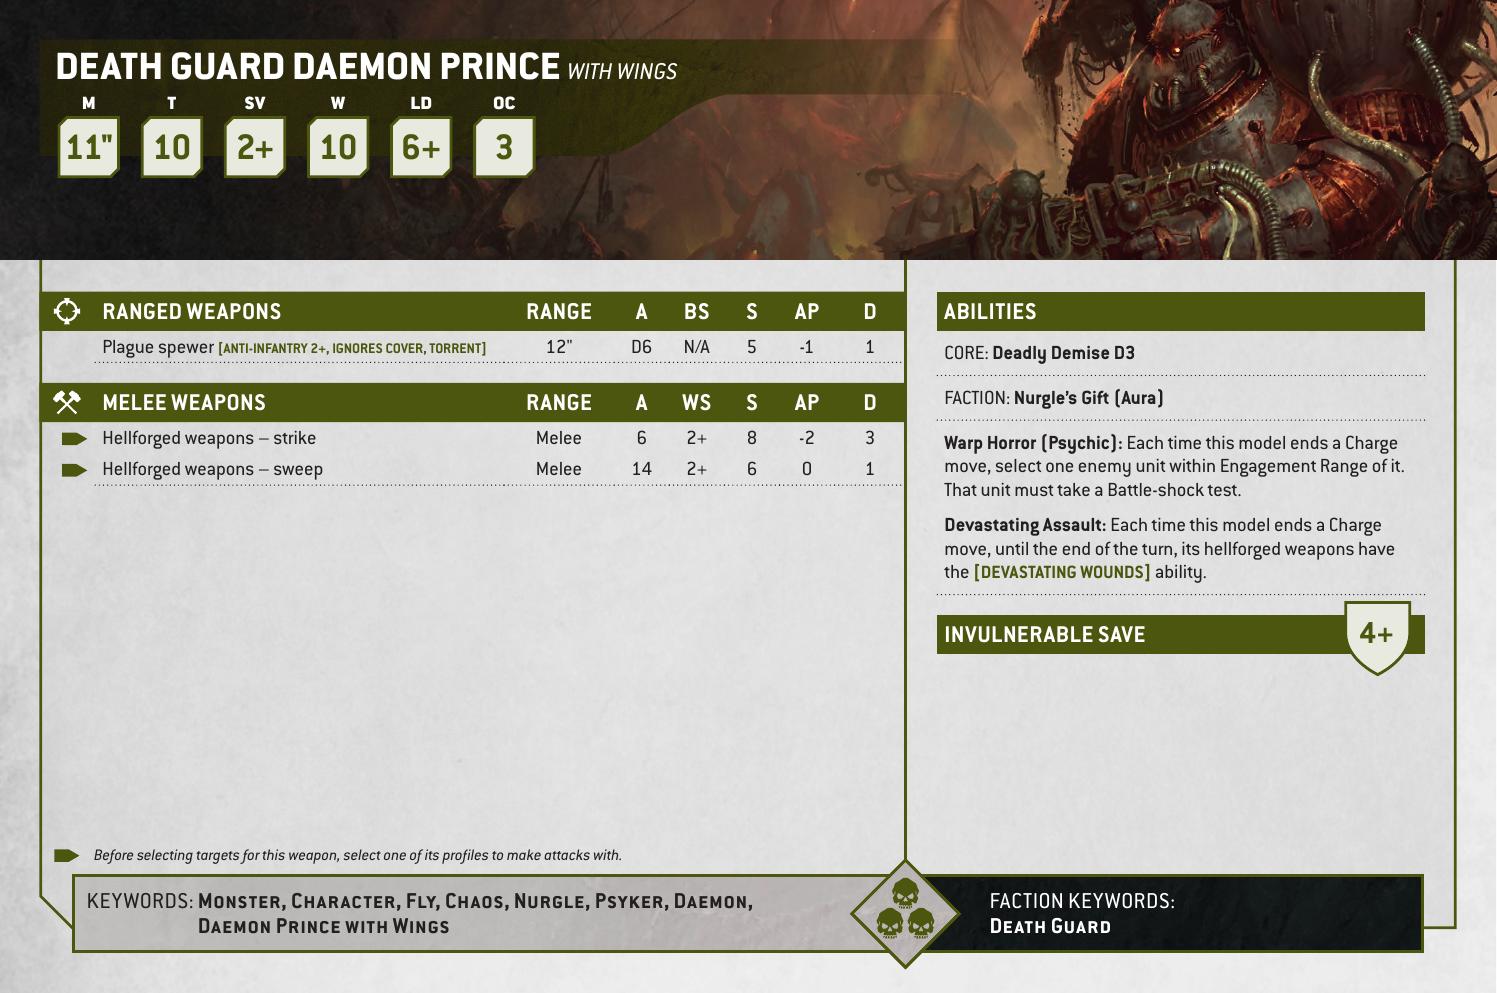 DEATH GUARD DAEMON PRINCE WITH WINGS
M T SV W LD OC
11" 10 2+ 10 6+ 3
RANGED WEAPONS RANGE A BS S AP D
Plague spewer [ANTI-INFANTRY 2+, IGNORES COVER, TORRENT] 12" D6 N/A 5 -1 1
MELEE WEAPONS RANGE A WS S AP D
Hellforged weapons – strike Melee 6 2+ 8 -2 3
Hellforged weapons – sweep Melee 14 2+ 6 0 1
Before selecting targets for this weapon, select one of its profiles to make attacks with.
ABILITIES
CORE: Deadly Demise D3
FACTION: Nurgle's Gift (Aura)
Warp Horror (Psychic): Each time this model ends a Charge
move, select one enemy unit within Engagement Range of it.
That unit must take a Battle-shock test.
Devastating Assault: Each time this model ends a Charge
move, until the end of the turn, its hellforged weapons have
the [DEVASTATING WOUNDS] ability.
INVULNERABLE SAVE 4+
KEYWORDS: MONSTER, CHARACTER, FLY, CHAOS, NURGLE, PSYKER, DAEMON,
DAEMON PRINCE WITH WINGS
FACTION KEYWORDS:
DEATH GUARD